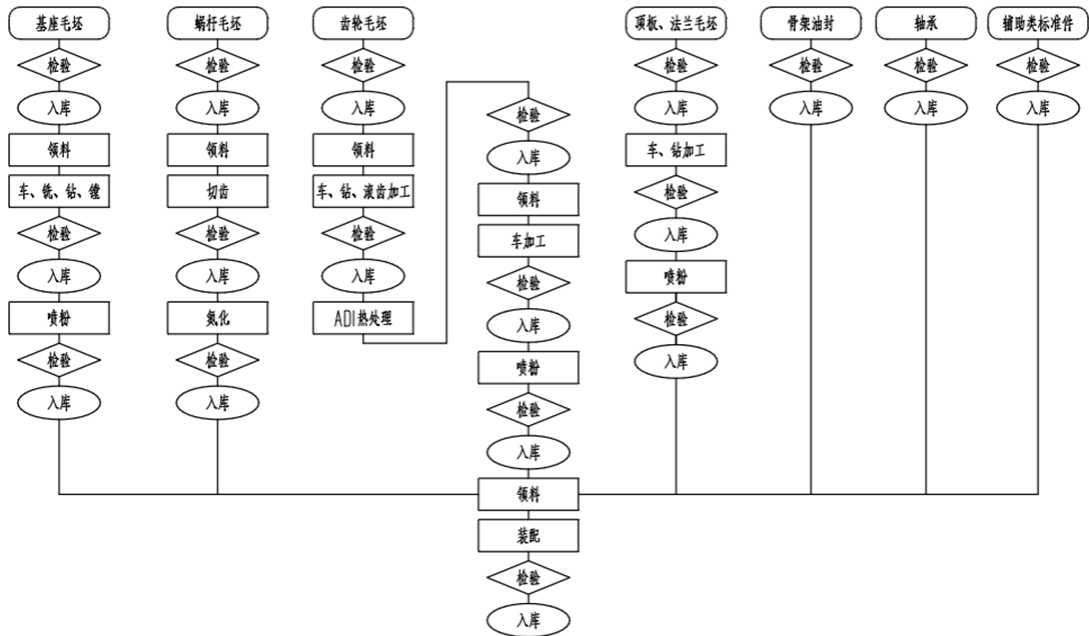 基座毛坯
检验
入库
领料
车、铣、钻、镗
检验
入库
喷粉
检验
入库
蜗杆毛坯
检验
入库
领料
切齿
检验
入库
氮化
检验
入库
齿轮毛坯
检验
入库
领料
车、钻、滚齿加工
检验
入库
ADI热处理
检验
入库
领料
车加工
检验
入库
喷粉
检验
入库
领料
装配
检验
入库
顶板、法兰毛坯
检验
入库
车、钻加工
检验
入库
喷粉
检验
入库
骨架油封
检验
入库
轴承
检验
入库
辅助类标准件
检验
入库